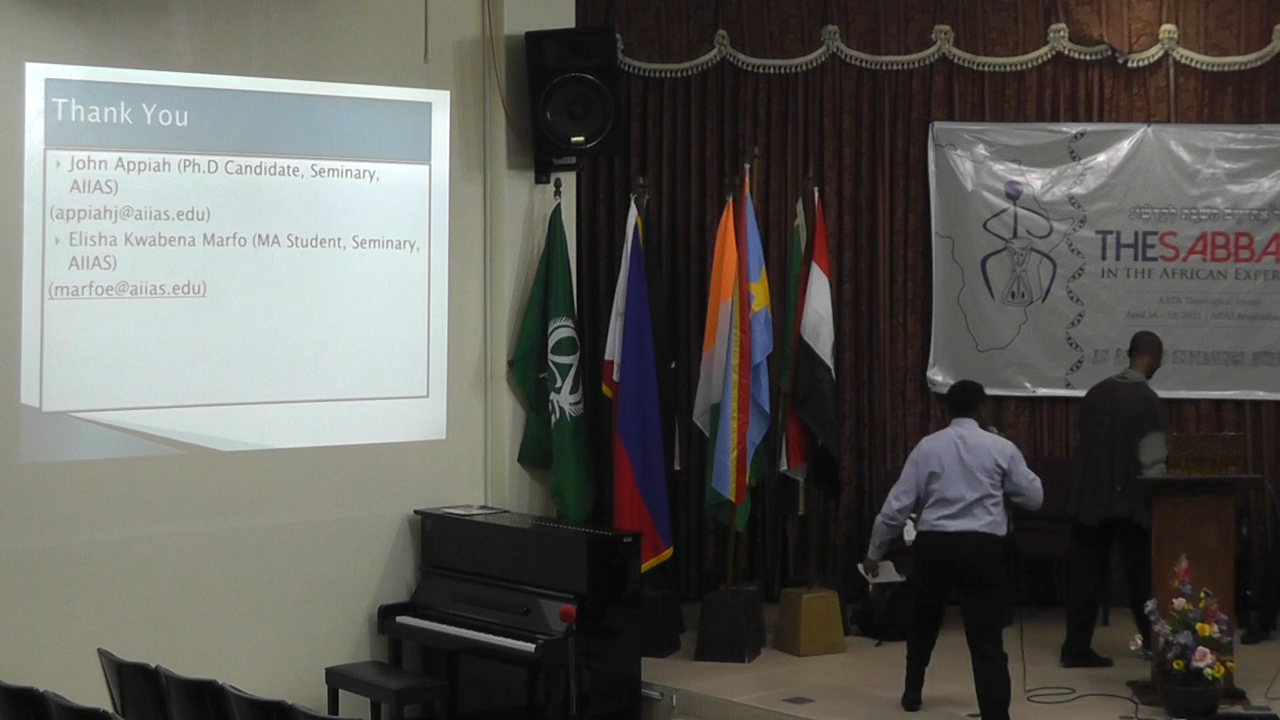 Thank You
John Appiah (Ph.D Candidate, Seminary,
AIIAS)
(appiahj@aiias.edu)
Elisha Kwabena Marfo (MA Student, Seminary,
AIIAS)
(marfoe@aiias.edu)
THESABBA
IN THE AFRICAN EXPER